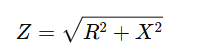 Z = √(R² + X²)